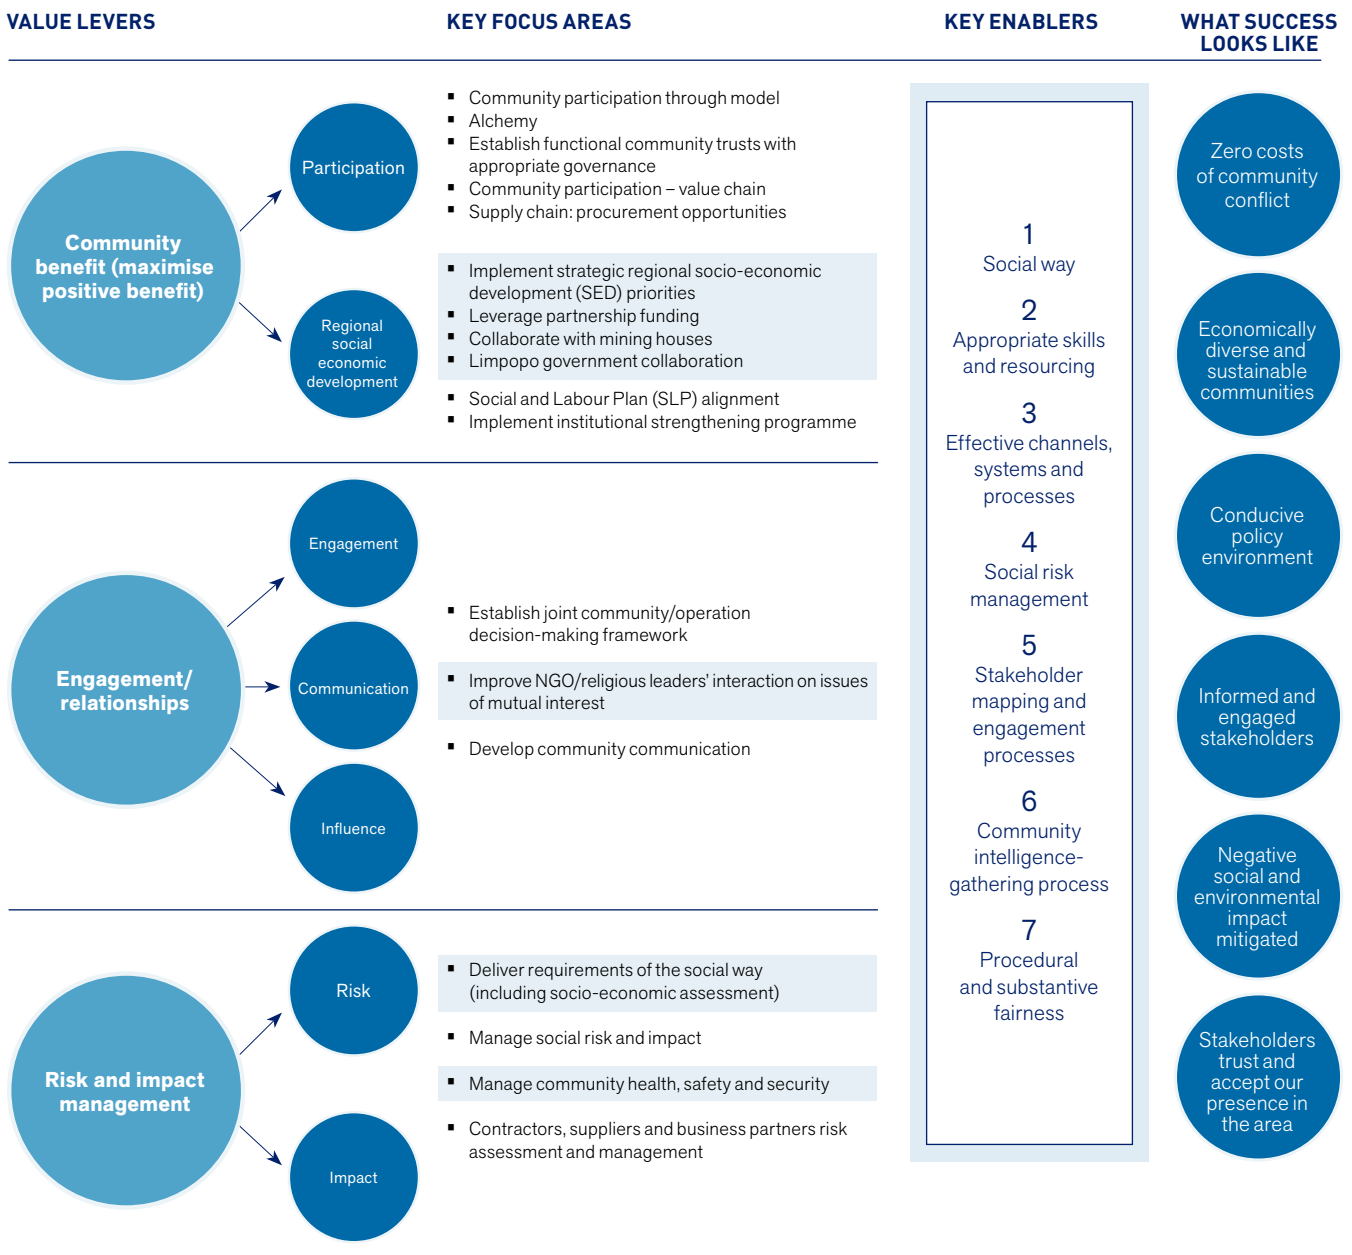 VALUE LEVERS
KEY FOCUS AREAS
KEY ENABLERS
WHAT SUCCESS
LOOKS LIKE
Community
benefit (maximise
positive benefit)
Participation
Regional
social
economic
development
▪ Community participation through model
▪ Alchemy
▪ Establish functional community trusts with
appropriate governance
▪ Community participation – value chain
▪ Supply chain: procurement opportunities
▪ Implement strategic regional socio-economic
development (SED) priorities
▪ Leverage partnership funding
▪ Collaborate with mining houses
▪ Limpopo government collaboration
▪ Social and Labour Plan (SLP) alignment
▪ Implement institutional strengthening programme
Engagement/
relationships
Engagement
Communication
Influence
▪ Establish joint community/operation
decision-making framework
▪ Improve NGO/religious leaders’ interaction on issues
of mutual interest
▪ Develop community communication
Risk and impact
management
Risk
Impact
▪ Deliver requirements of the social way
(including socio-economic assessment)
▪ Manage social risk and impact
▪ Manage community health, safety and security
▪ Contractors, suppliers and business partners risk
assessment and management
1
Social way
2
Appropriate skills
and resourcing
3
Effective channels,
systems and
processes
4
Social risk
management
5
Stakeholder
mapping and
engagement
processes
6
Community
intelligence-
gathering process
7
Procedural
and substantive
fairness
Zero costs
of community
conflict
Economically
diverse and
sustainable
communities
Conducive
policy
environment
Informed and
engaged
stakeholders
Negative
social and
environmental
impact
mitigated
Stakeholders
trust and
accept our
presence in
the area